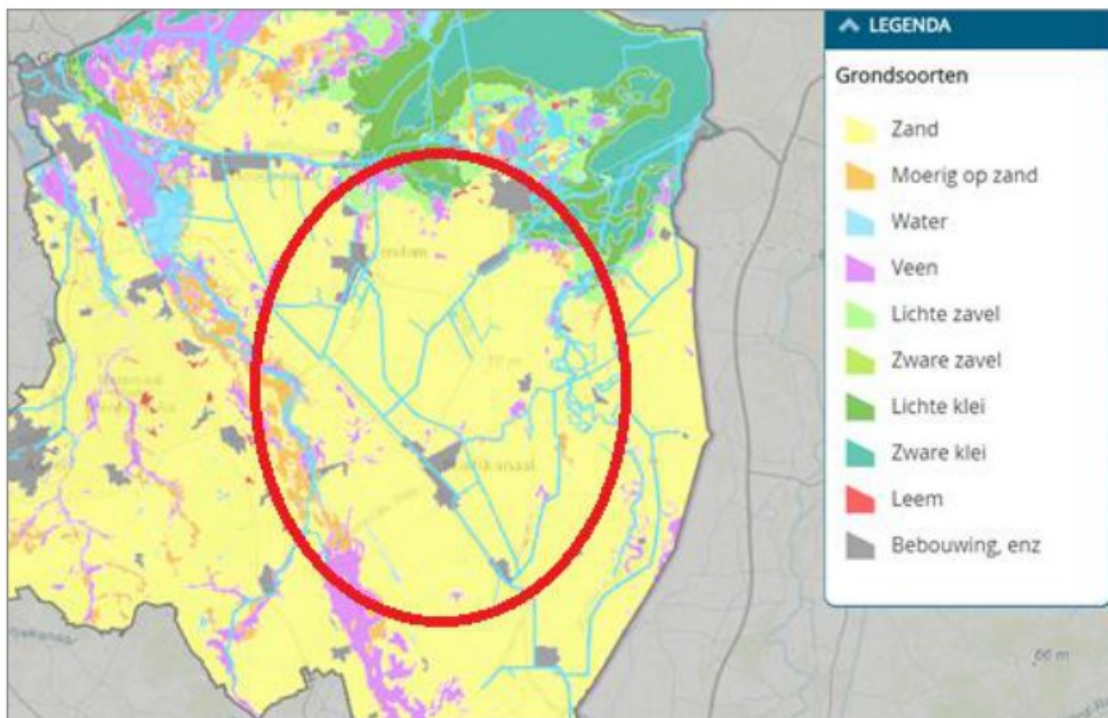 LEGENDA
Grondsoorten
Zand
Moerig op zand
Water
Veen
Lichte zavel
Zware zavel
Lichte klei
Zware klei
Leem
Bebouwing, enz
66 m